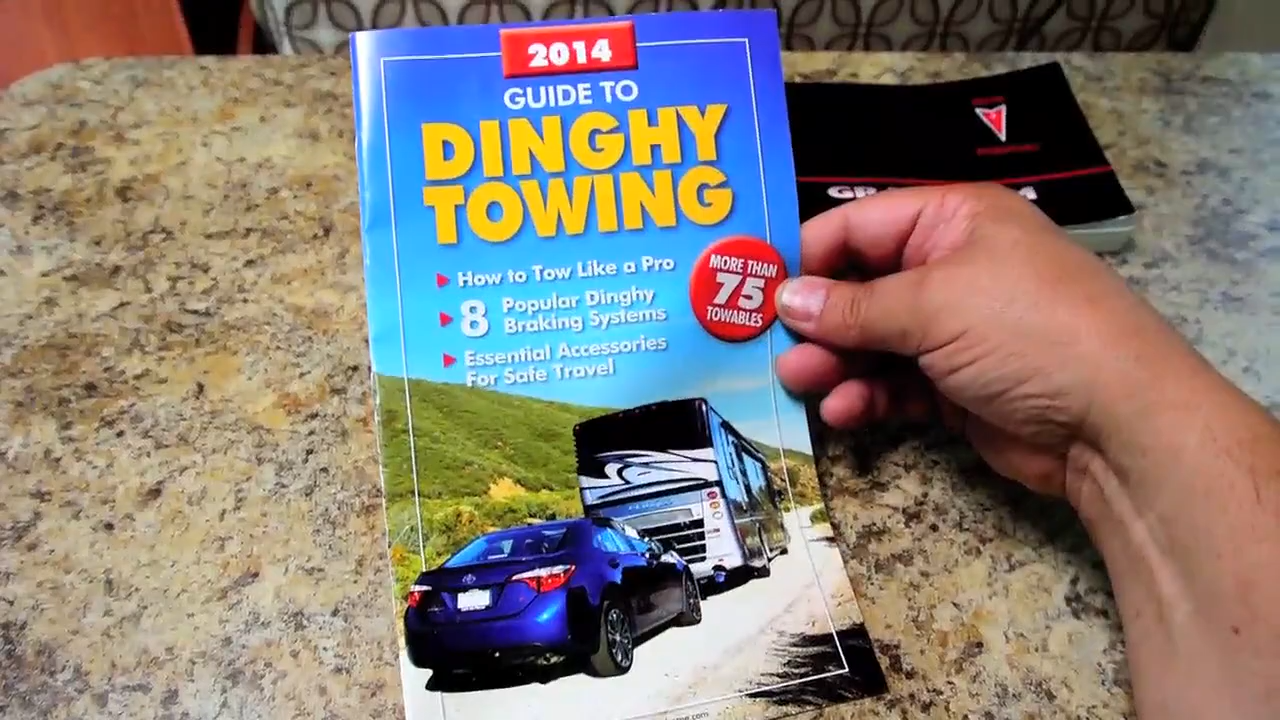 2014
GUIDE TO
DINGHY
TOWING
How to Tow Like a Pro
8 Popular Dinghy
Braking Systems
Essential Accessories
For Safe Travel
MORE THAN
75
TOWABLES